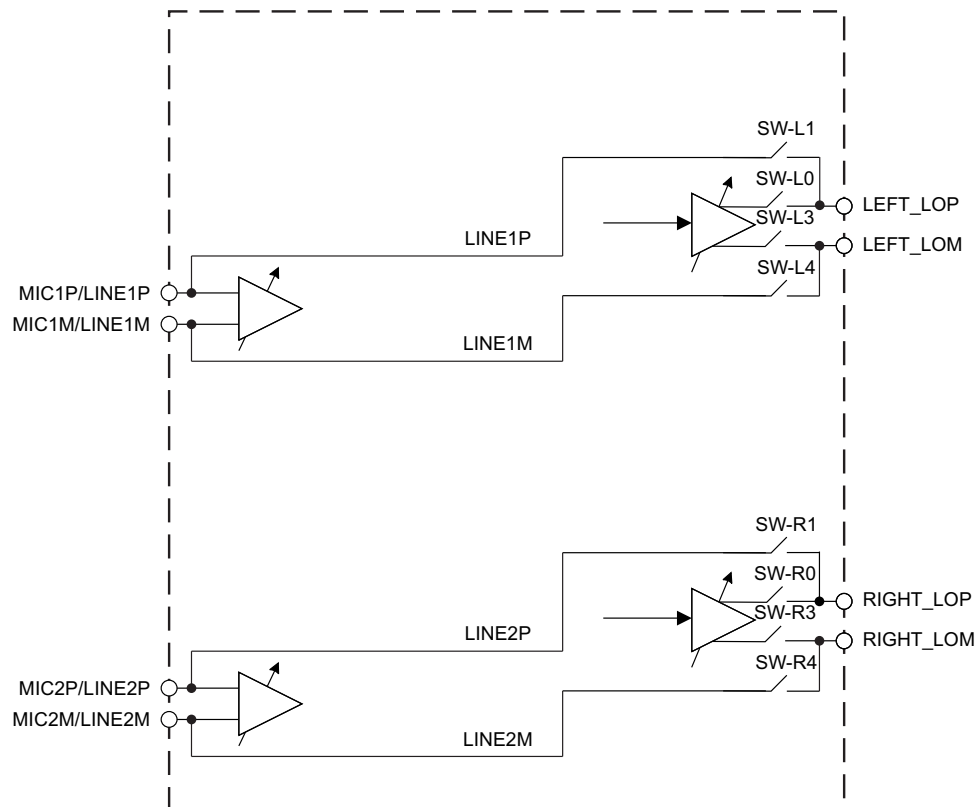 SW-L1
SW-L0
LEFT_LOP
SW-L3
LINE1P
LEFT_LOM
SW-L4
MIC1P/LINE1P
MIC1M/LINE1M
LINE1M
SW-R1
SW-R0
RIGHT_LOP
SW-R3
LINE2P
RIGHT_LOM
SW-R4
MIC2P/LINE2P
MIC2M/LINE2M
LINE2M